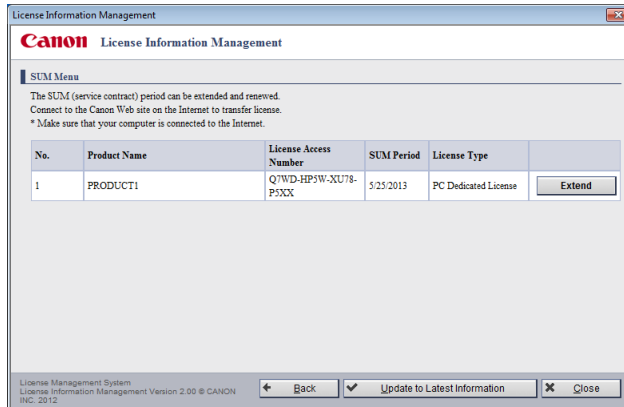 License Information Management
Canon License Information Management
SUM Menu
The SUM (service contract) period can be extended and renewed.
Connect to the Canon Web site on the Internet to transfer license.
* Make sure that your computer is connected to the Internet.
No. Product Name License Access Number SUM Period License Type
1 PRODUCT1 Q7WD-HP5W-XU78-P5XX 5/25/2013 PC Dedicated License Extend
License Management System
License Information Management Version 2.00 © CANON
INC. 2012
Back Update to Latest Information Close